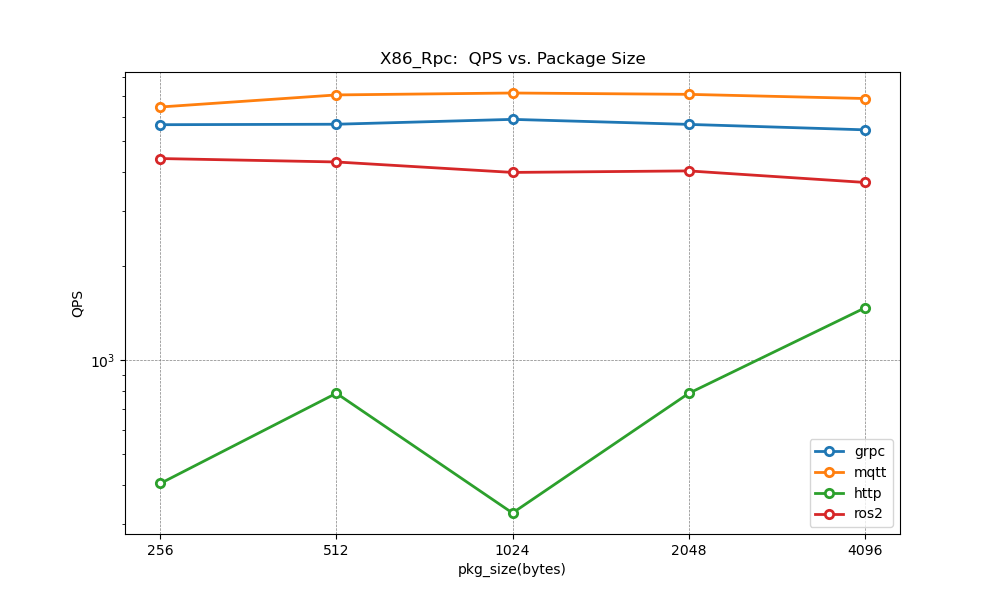 X86_Rpc:  QPS vs. Package Size
QPS
10³
256 512 1024 2048 4096
pkg_size(bytes)
grpc
mqtt
http
ros2